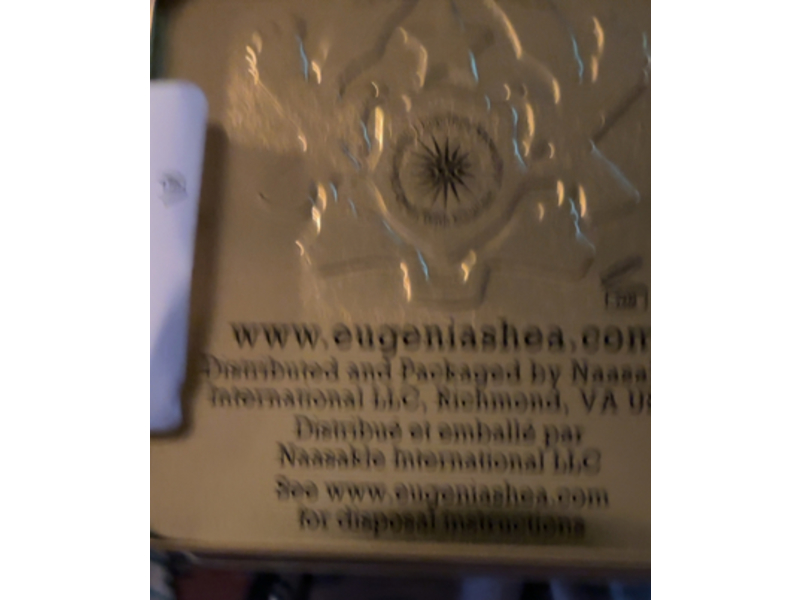 www.eugeniashea.com
Distributed and Packaged by
International LLC, Richmond, VA
Distribué et emballé par
Naasakle International LLC
See www.eugeniashea.com
for disposal instructions